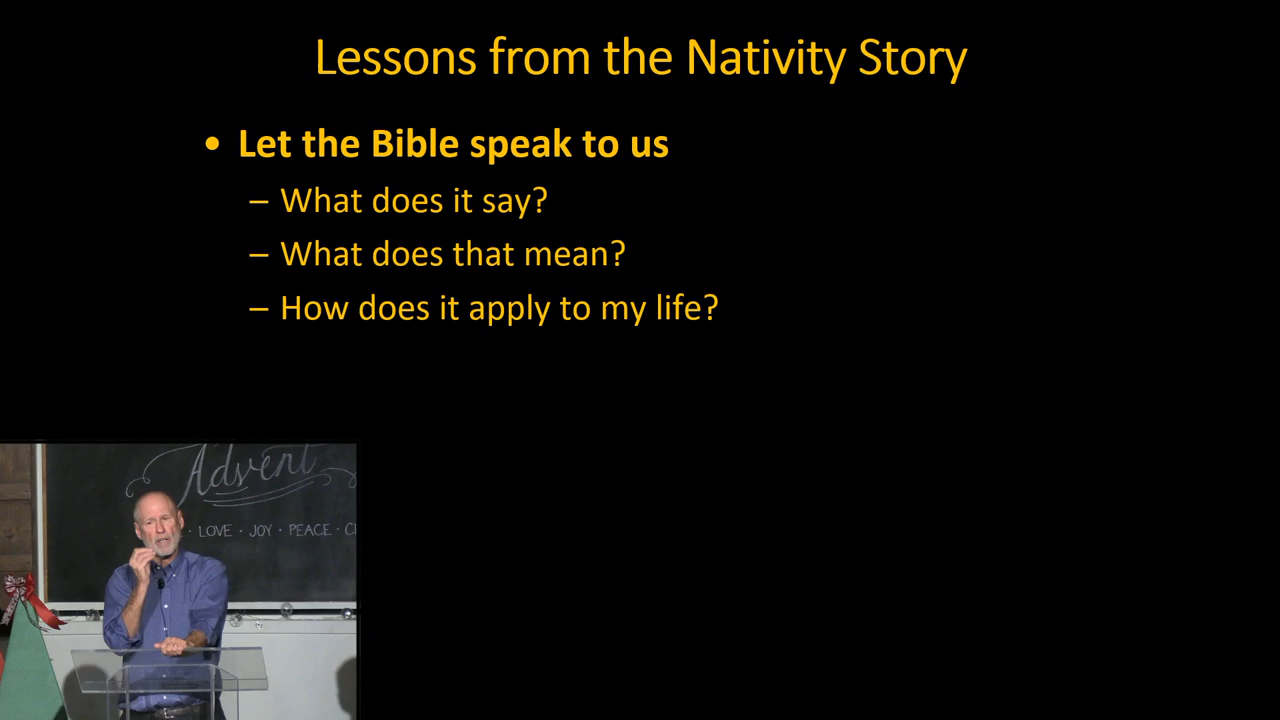 Lessons from the Nativity Story
• Let the Bible speak to us
– What does it say?
– What does that mean?
– How does it apply to my life?
Advent
· LOVE · JOY · PEACE ·